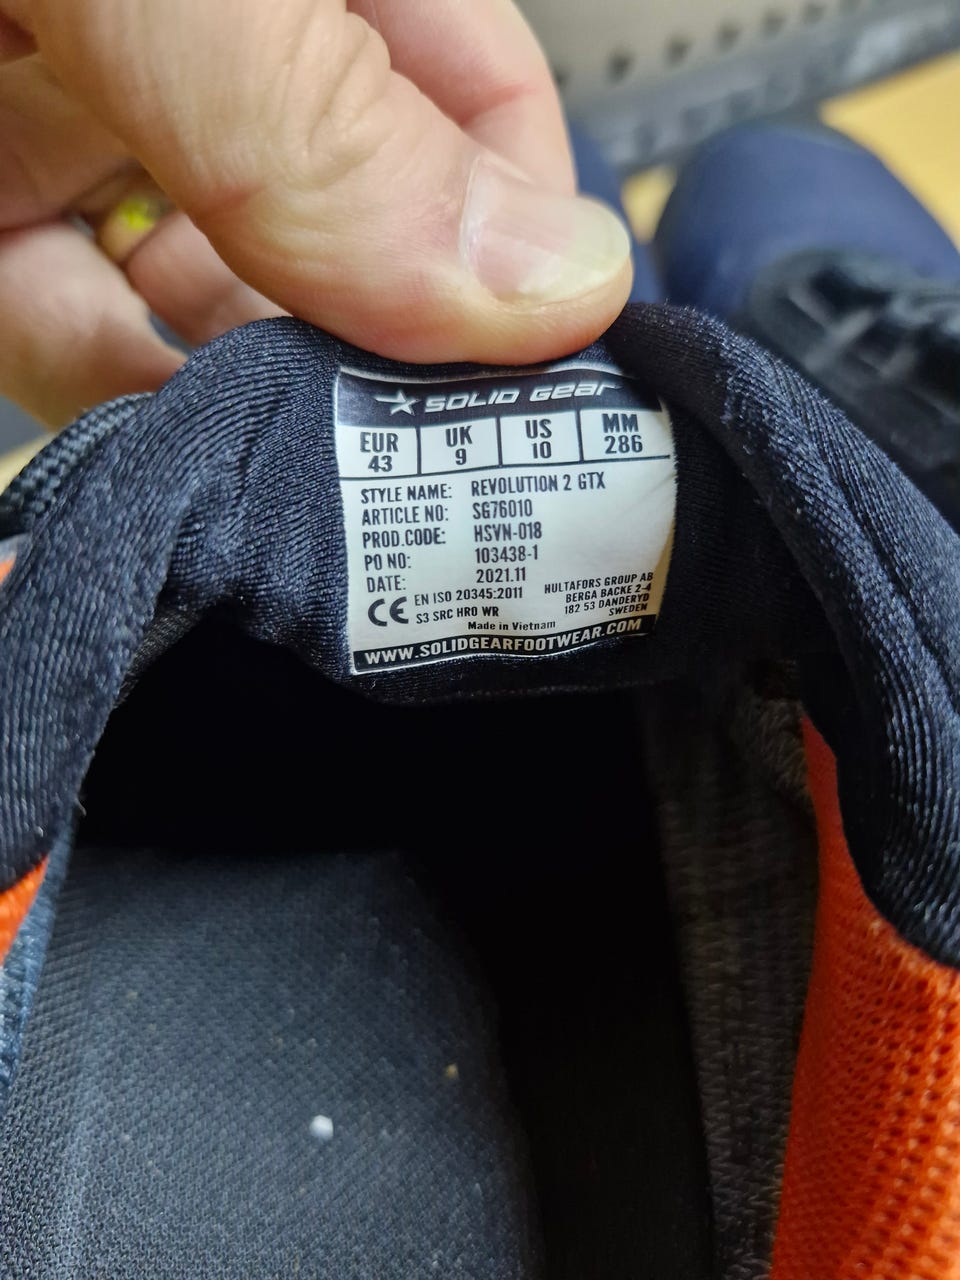 SOLID GEAR
EUR 43 UK 9 US 10 MM 286
STYLE NAME: REVOLUTION 2 GTX
ARTICLE NO: SG76010
PROD.CODE: HSVN-018
PO NO: 103438-1
DATE: 2021.11
CE EN ISO 20345:2011
S3 SRC HRO WR
HULTAFORS GROUP AB
BERGA BACKE 2-4
182 53 DANDERYD
SWEDEN
Made in Vietnam
WWW.SOLIDGEARFOOTWEAR.COM